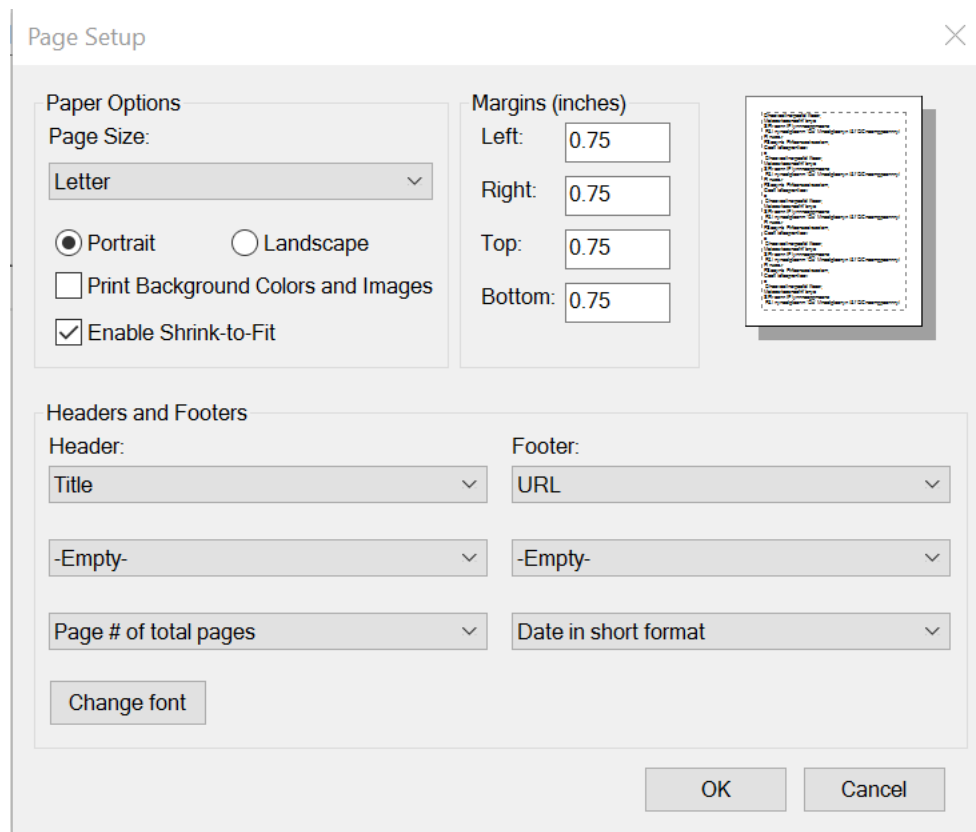 Page Setup
Paper Options
Page Size:
Letter
Portrait
Landscape
Print Background Colors and Images
Enable Shrink-to-Fit
Margins (inches)
Left: 0.75
Right: 0.75
Top: 0.75
Bottom: 0.75
Headers and Footers
Header:
Title
-Empty-
Page # of total pages
Change font
Footer:
URL
-Empty-
Date in short format
OK
Cancel